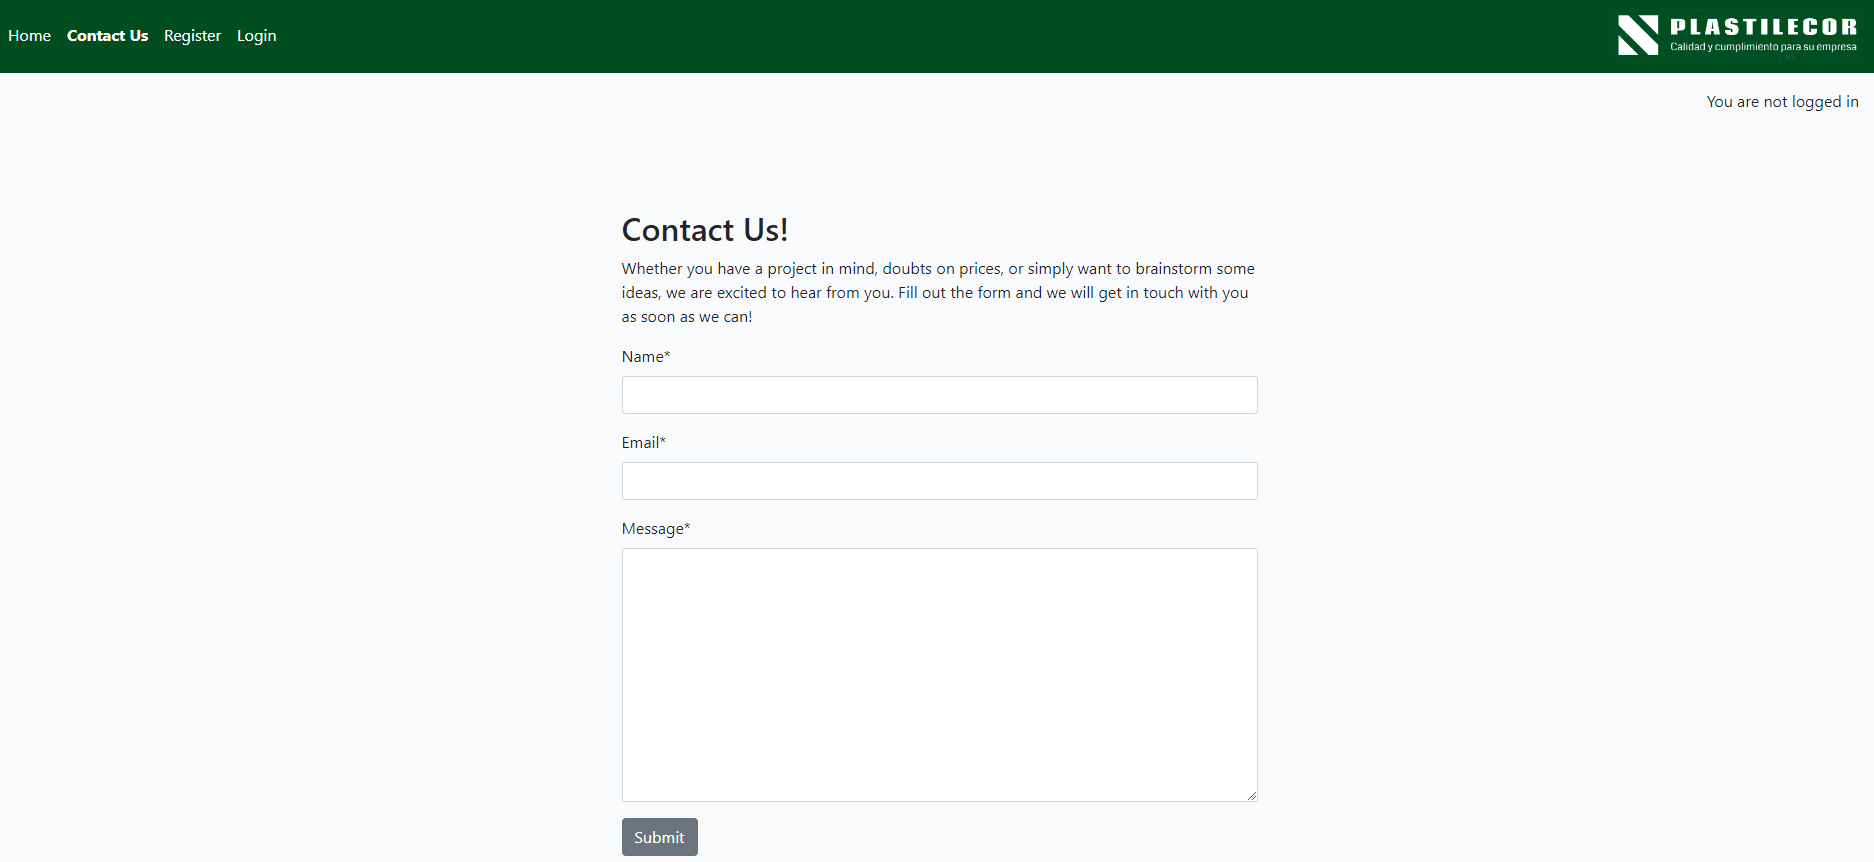 Home Contact Us Register Login
PLASTILECOR
Calidad y cumplimiento para su empresa
You are not logged in
Contact Us!
Whether you have a project in mind, doubts on prices, or simply want to brainstorm some
ideas, we are excited to hear from you. Fill out the form and we will get in touch with you
as soon as we can!
Name*
Email*
Message*
Submit